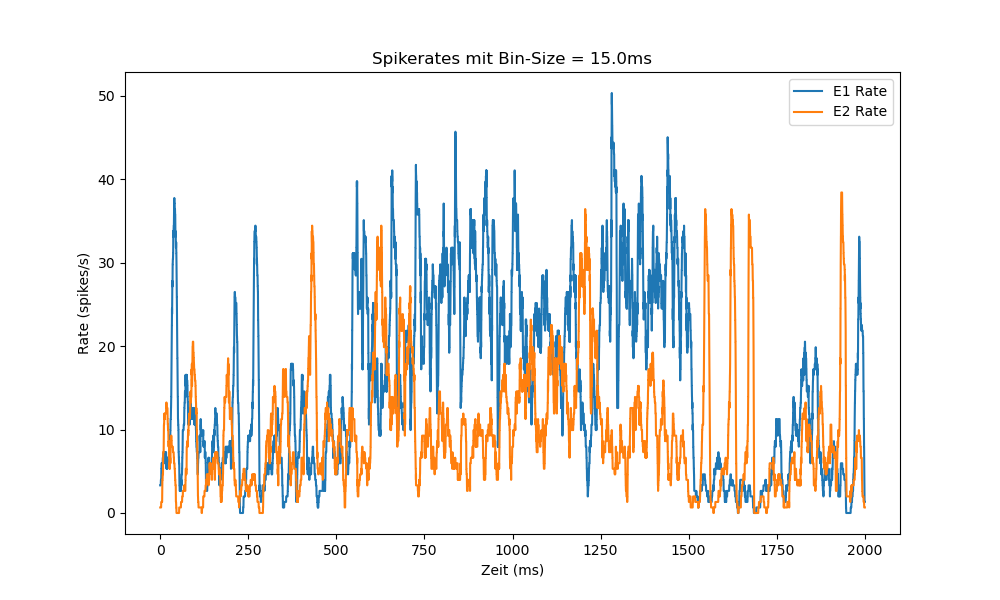 Spikerates mit Bin-Size = 15.0ms
E1 Rate
E2 Rate
50
40
30
20
10
0
Rate (spikes/s)
0 250 500 750 1000 1250 1500 1750 2000
Zeit (ms)